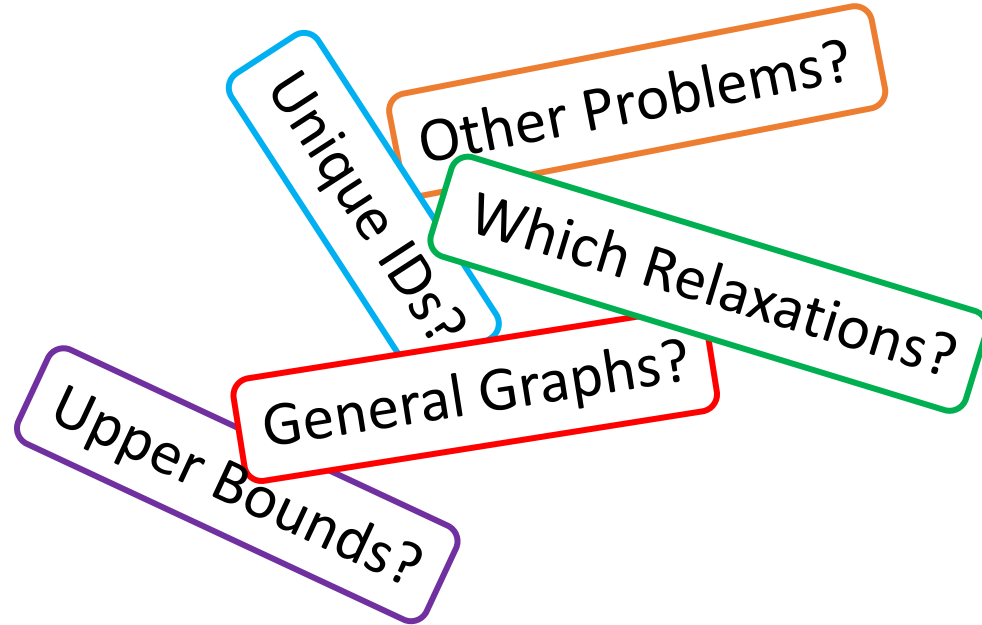 Other Problems?
Unique IDs?
Which Relaxations?
General Graphs?
Upper Bounds?